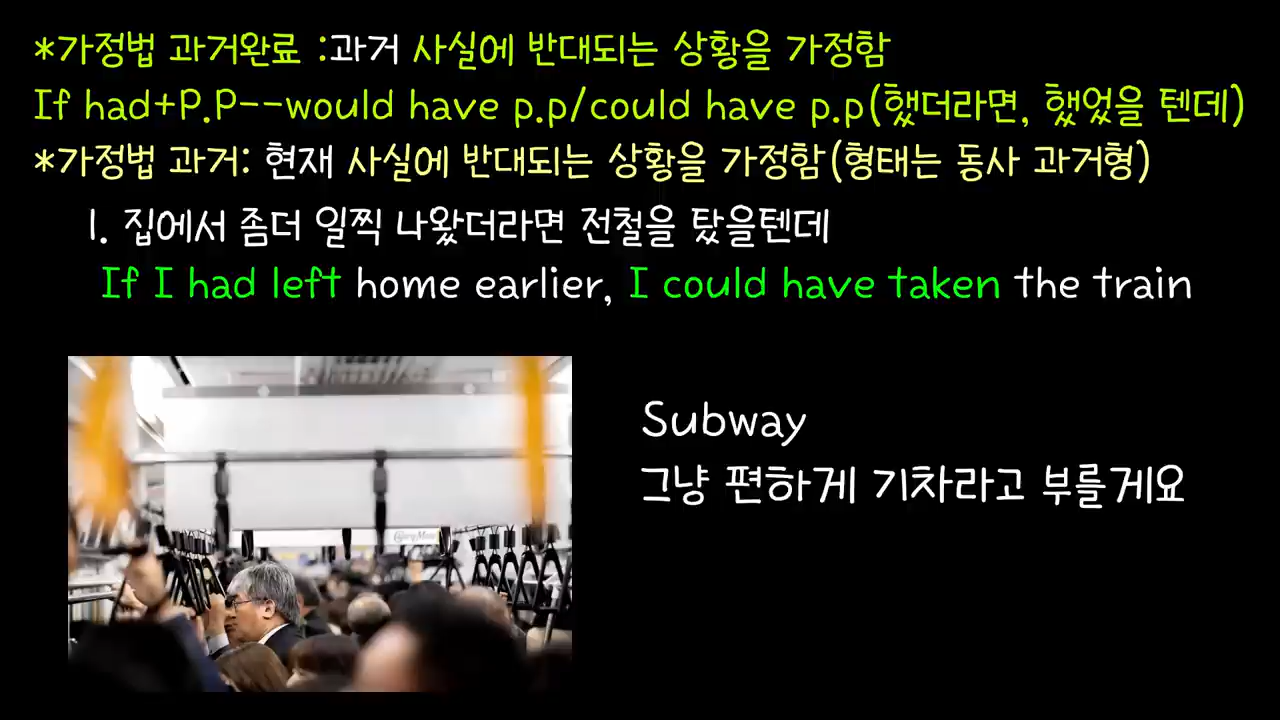 *가정법 과거완료 :과거 사실에 반대되는 상황을 가정함
If had+P.P--would have p.p/could have p.p(했더라면, 했었을 텐데)
*가정법 과거: 현재 사실에 반대되는 상황을 가정함(형태는 동사 과거형)
1. 집에서 좀더 일찍 나왔더라면 전철을 탔을텐데
If I had left home earlier, I could have taken the train
Subway
그냥 편하게 기차라고 부를게요